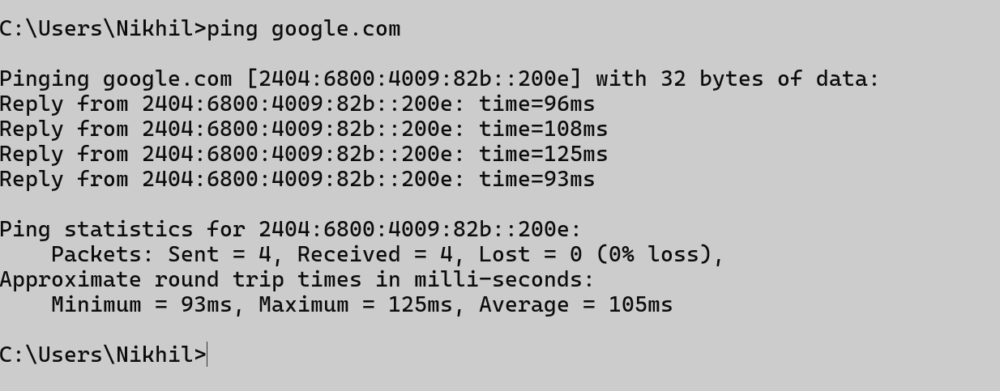 C:\Users\Nikhil>ping google.com
Pinging google.com [2404:6800:4009:82b::200e] with 32 bytes of data:
Reply from 2404:6800:4009:82b::200e: time=96ms
Reply from 2404:6800:4009:82b::200e: time=108ms
Reply from 2404:6800:4009:82b::200e: time=125ms
Reply from 2404:6800:4009:82b::200e: time=93ms
Ping statistics for 2404:6800:4009:82b::200e:
    Packets: Sent = 4, Received = 4, Lost = 0 (0% loss),
Approximate round trip times in milli-seconds:
    Minimum = 93ms, Maximum = 125ms, Average = 105ms
C:\Users\Nikhil>